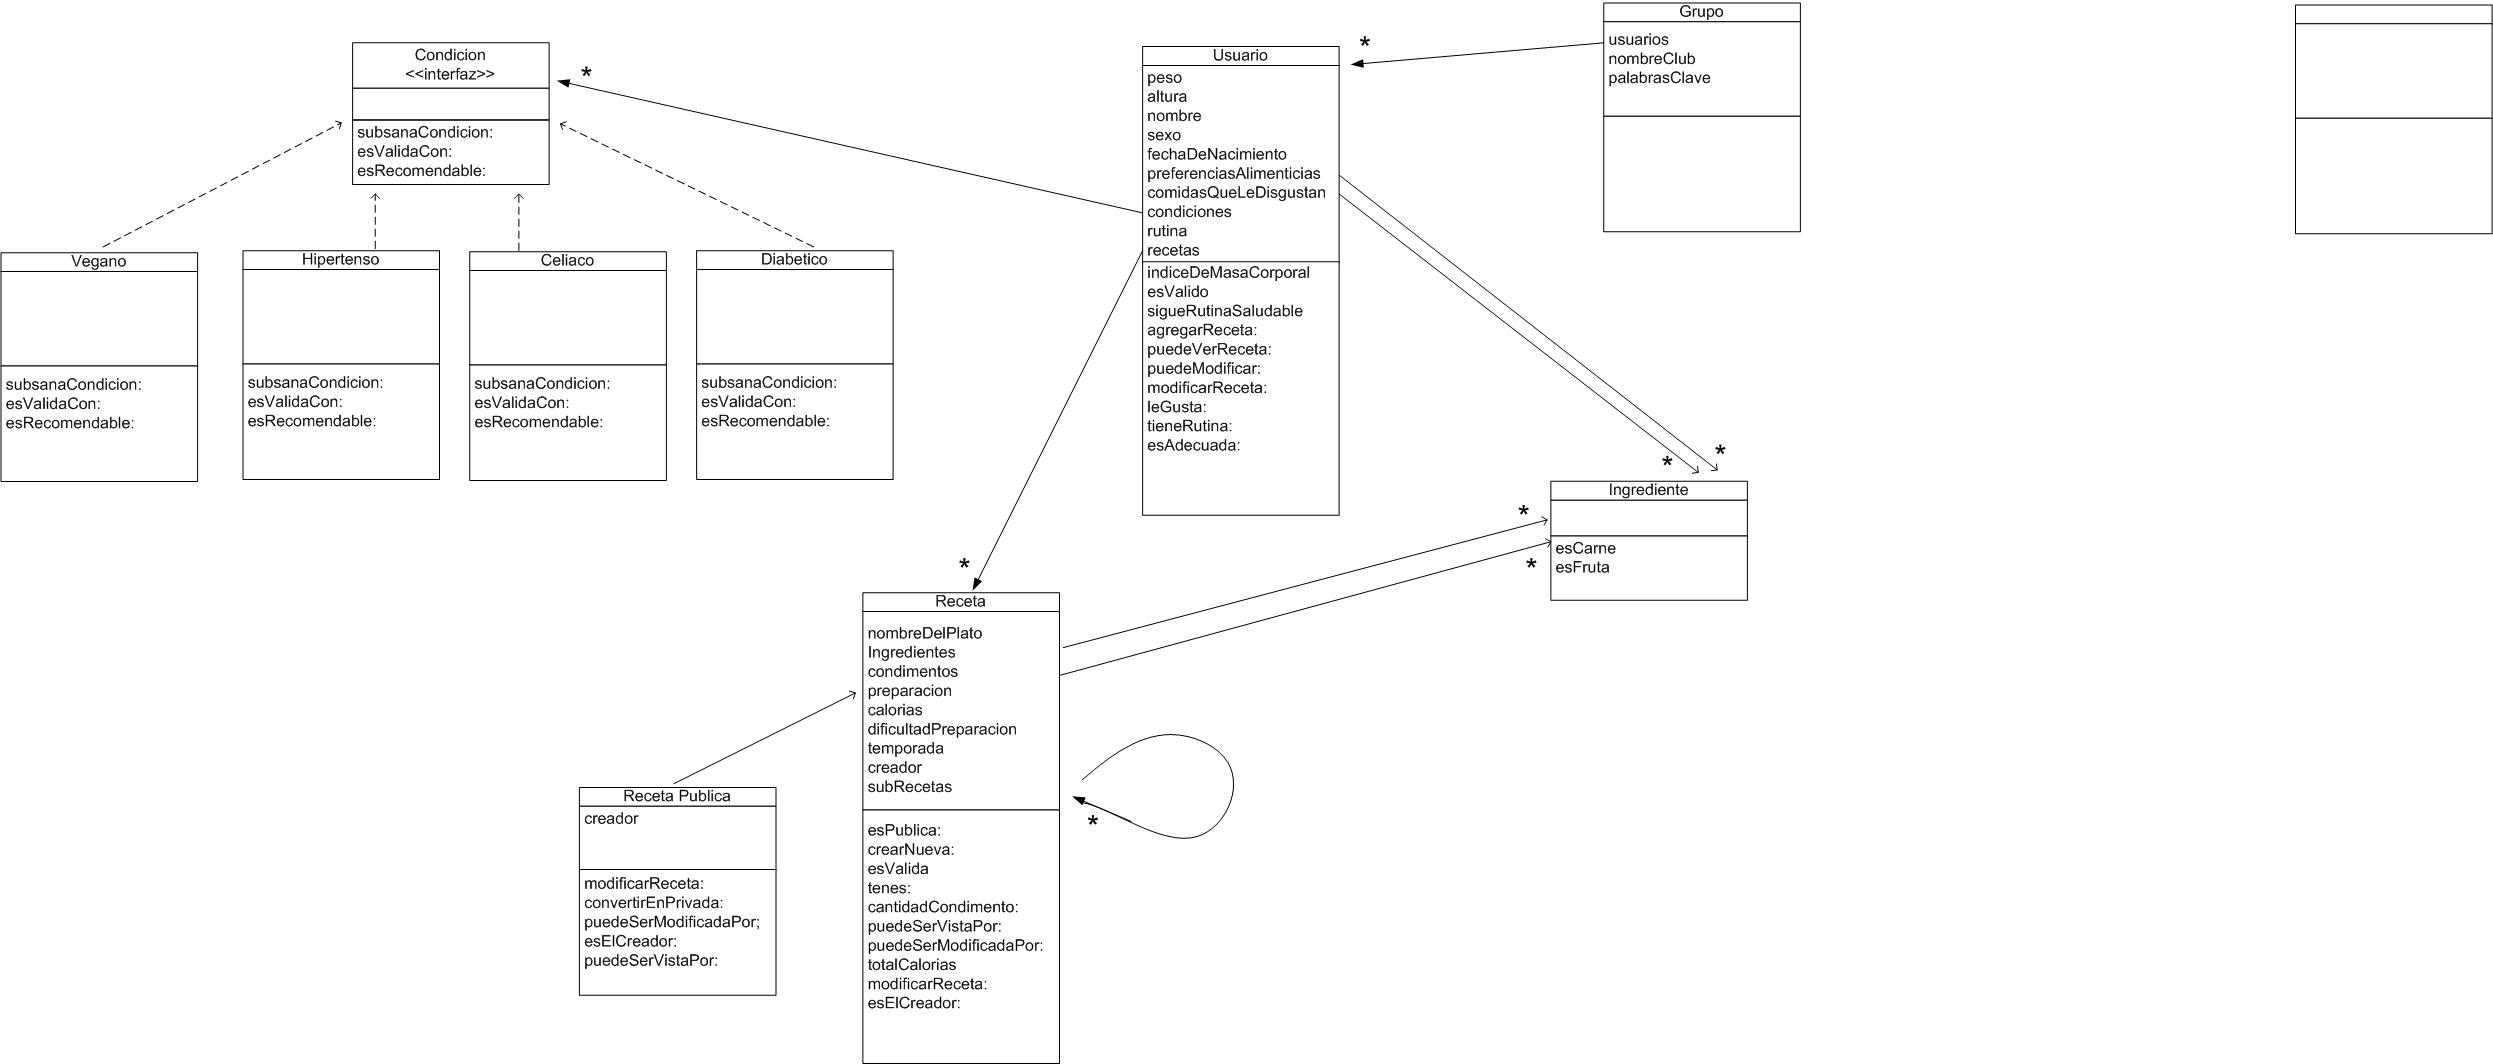 Condicion
<<interfaz>>
subsanaCondicion:
esValidaCon:
esRecomendable:
*
Vegano
subsanaCondicion:
esValidaCon:
esRecomendable:
Hipertenso
subsanaCondicion:
esValidaCon:
esRecomendable:
Celiaco
subsanaCondicion:
esValidaCon:
esRecomendable:
Diabetico
subsanaCondicion:
esValidaCon:
esRecomendable:
Usuario
peso
altura
nombre
sexo
fechaDeNacimiento
preferenciasAlimenticias
comidasQueLeDisgustan
condiciones
rutina
recetas
indiceDeMasaCorporal
esValido
sigueRutinaSaludable
agregarReceta:
puedeVerReceta:
puedeModificar:
modificarReceta:
leGusta:
tieneRutina:
esAdecuada:
*
Grupo
usuarios
nombreClub
palabrasClave
*
*
Ingrediente
esCarne
esFruta
*
*
*
Receta
nombreDelPlato
Ingredientes
condimentos
preparacion
calorias
dificultadPreparacion
temporada
creador
subRecetas
esPublica:
crearNueva:
esValida
tenes:
cantidadCondimento:
puedeSerVistaPor:
puedeSerModificadaPor:
totalCalorias
modificarReceta:
esElCreador:
*
Receta Publica
creador
modificarReceta:
convertirEnPrivada:
puedeSerModificadaPor;
esElCreador:
puedeSerVistaPor: